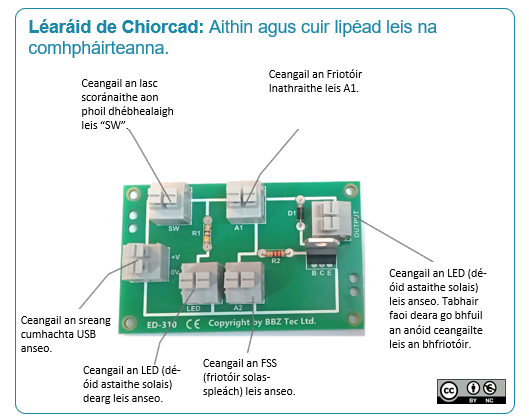 Léaráid de Chiorcad: Aithin agus cuir lipéad leis na
comhpháirteanna.
Ceangail an lasc
scoránaithe aon
phoil dhébhealaigh
leis “SW”.
Ceangail an Friotóir
Inathraithe leis A1.
SW
A1
R1
D1
OUTPUT
+V
0V
R2
B C E
LED
A2
ED-310 CE Copyright by BBZ Tec Ltd.
Ceangail an sreang
cumhachta USB
anseo.
Ceangail an LED (dé-
óid astaithe solais)
dearg leis anseo.
Ceangail an FSS
(friotóir solas-
spleách) leis anseo.
Ceangail an LED (dé-
óid astaithe solais)
leis anseo. Tabhair
faoi deara go bhfuil
an anóid ceangailte
leis an bhfriotóir.
cc
BY NC